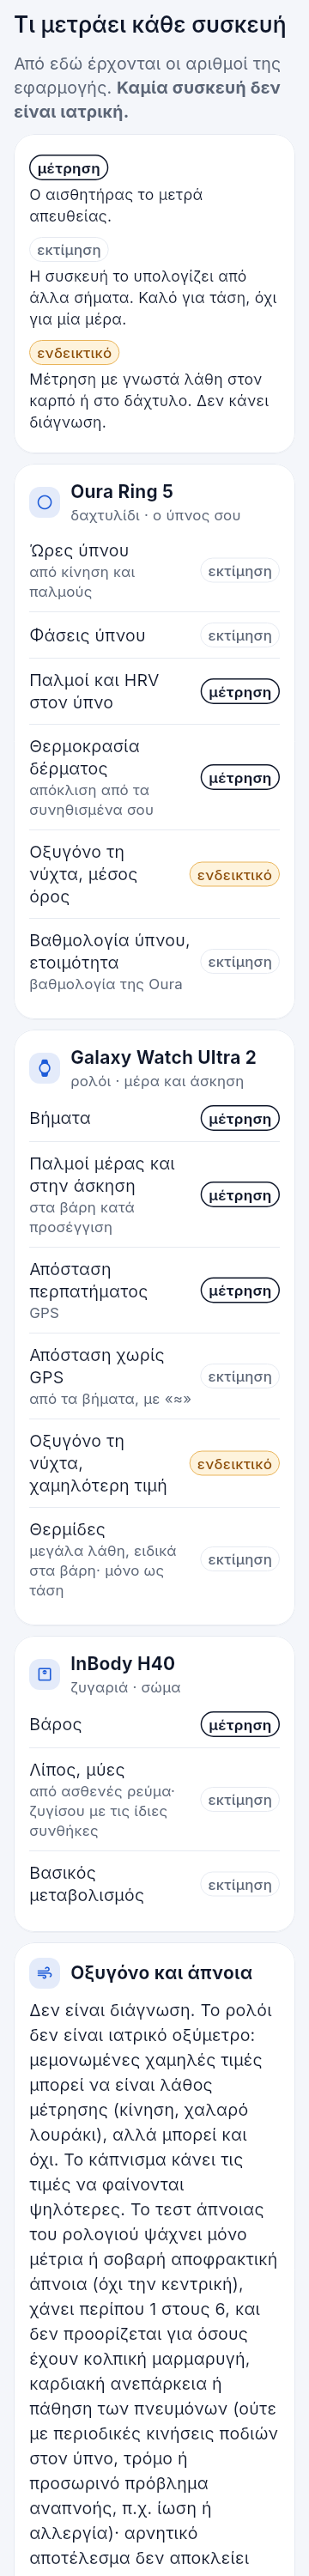 Τι μετράει κάθε συσκευή
Από εδώ έρχονται οι αριθμοί της
εφαρμογής. Καμία συσκευή δεν
είναι ιατρική.
μέτρηση
Ο αισθητήρας το μετρά
απευθείας.
εκτίμηση
Η συσκευή το υπολογίζει από
άλλα σήματα. Καλό για τάση, όχι
για μία μέρα.
ενδεικτικό
Μέτρηση με γνωστά λάθη στον
καρπό ή στο δάχτυλο. Δεν κάνει
διάγνωση.
Oura Ring 5
δαχτυλίδι · ο ύπνος σου
Ώρες ύπνου
από κίνηση και
παλμούς
εκτίμηση
Φάσεις ύπνου
εκτίμηση
Παλμοί και HRV
στον ύπνο
μέτρηση
Θερμοκρασία
δέρματος
απόκλιση από τα
συνηθισμένα σου
μέτρηση
Οξυγόνο τη
νύχτα, μέσος
όρος
ενδεικτικό
Βαθμολογία ύπνου,
ετοιμότητα
βαθμολογία της Oura
εκτίμηση
Galaxy Watch Ultra 2
ρολόι · μέρα και άσκηση
Βήματα
μέτρηση
Παλμοί μέρας και
στην άσκηση
στα βάρη κατά
προσέγγιση
μέτρηση
Απόσταση
περπατήματος
GPS
μέτρηση
Απόσταση χωρίς
GPS
από τα βήματα, με «≈»
εκτίμηση
Οξυγόνο τη
νύχτα,
χαμηλότερη τιμή
ενδεικτικό
Θερμίδες
μεγάλα λάθη, ειδικά
στα βάρη· μόνο ως
τάση
εκτίμηση
InBody H40
ζυγαριά · σώμα
Βάρος
μέτρηση
Λίπος, μύες
από ασθενές ρεύμα·
ζυγίσου με τις ίδιες
συνθήκες
εκτίμηση
Βασικός
μεταβολισμός
εκτίμηση
Οξυγόνο και άπνοια
Δεν είναι διάγνωση. Το ρολόι
δεν είναι ιατρικό οξύμετρο:
μεμονωμένες χαμηλές τιμές
μπορεί να είναι λάθος
μέτρησης (κίνηση, χαλαρό
λουράκι), αλλά μπορεί και
όχι. Το κάπνισμα κάνει τις
τιμές να φαίνονται
ψηλότερες. Το τεστ άπνοιας
του ρολογιού ψάχνει μόνο
μέτρια ή σοβαρή αποφρακτική
άπνοια (όχι την κεντρική),
χάνει περίπου 1 στους 6, και
δεν προορίζεται για όσους
έχουν κολπική μαρμαρυγή,
καρδιακή ανεπάρκεια ή
πάθηση των πνευμόνων (ούτε
με περιοδικές κινήσεις ποδιών
στον ύπνο, τρόμο ή
προσωρινό πρόβλημα
αναπνοής, π.χ. ίωση ή
αλλεργία)· αρνητικό
αποτέλεσμα δεν αποκλείει